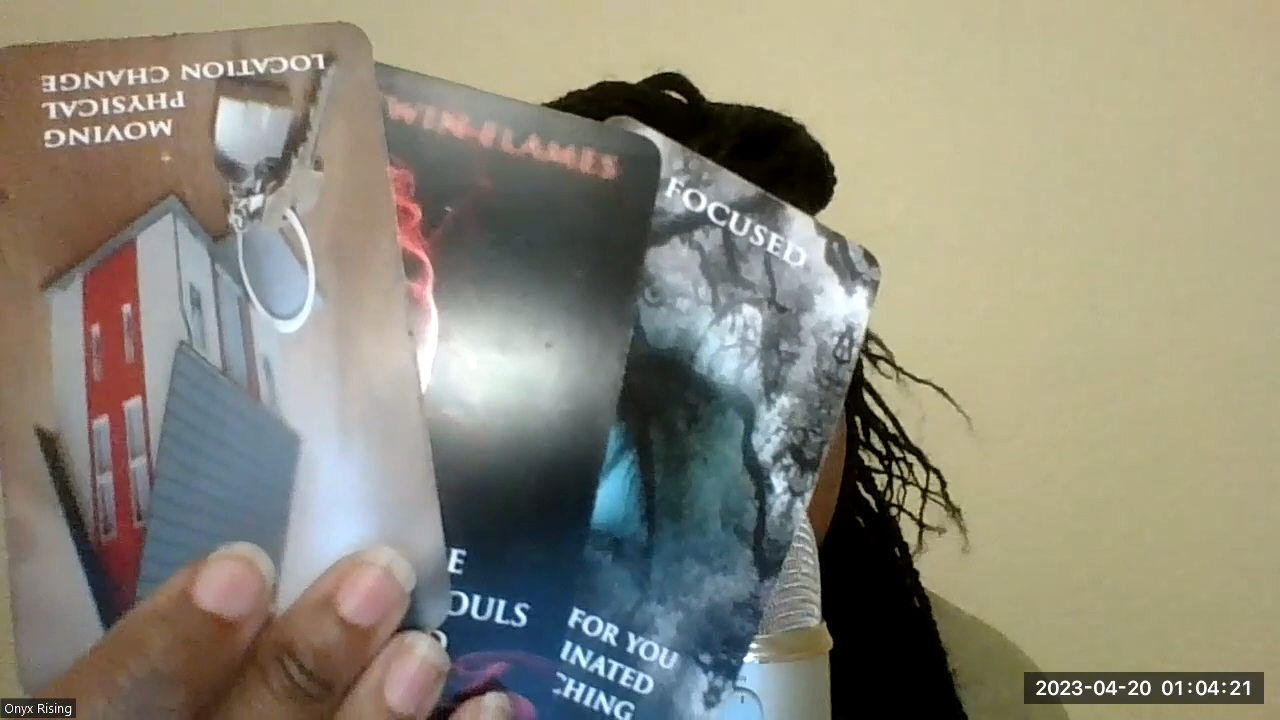 MOVING
PHYSICAL
LOCATION CHANGE
WIN-FLAMES
FOCUSED
E
OULS
FOR YOU
INATED
CHING
Onyx Rising
2023-04-20 01:04:21